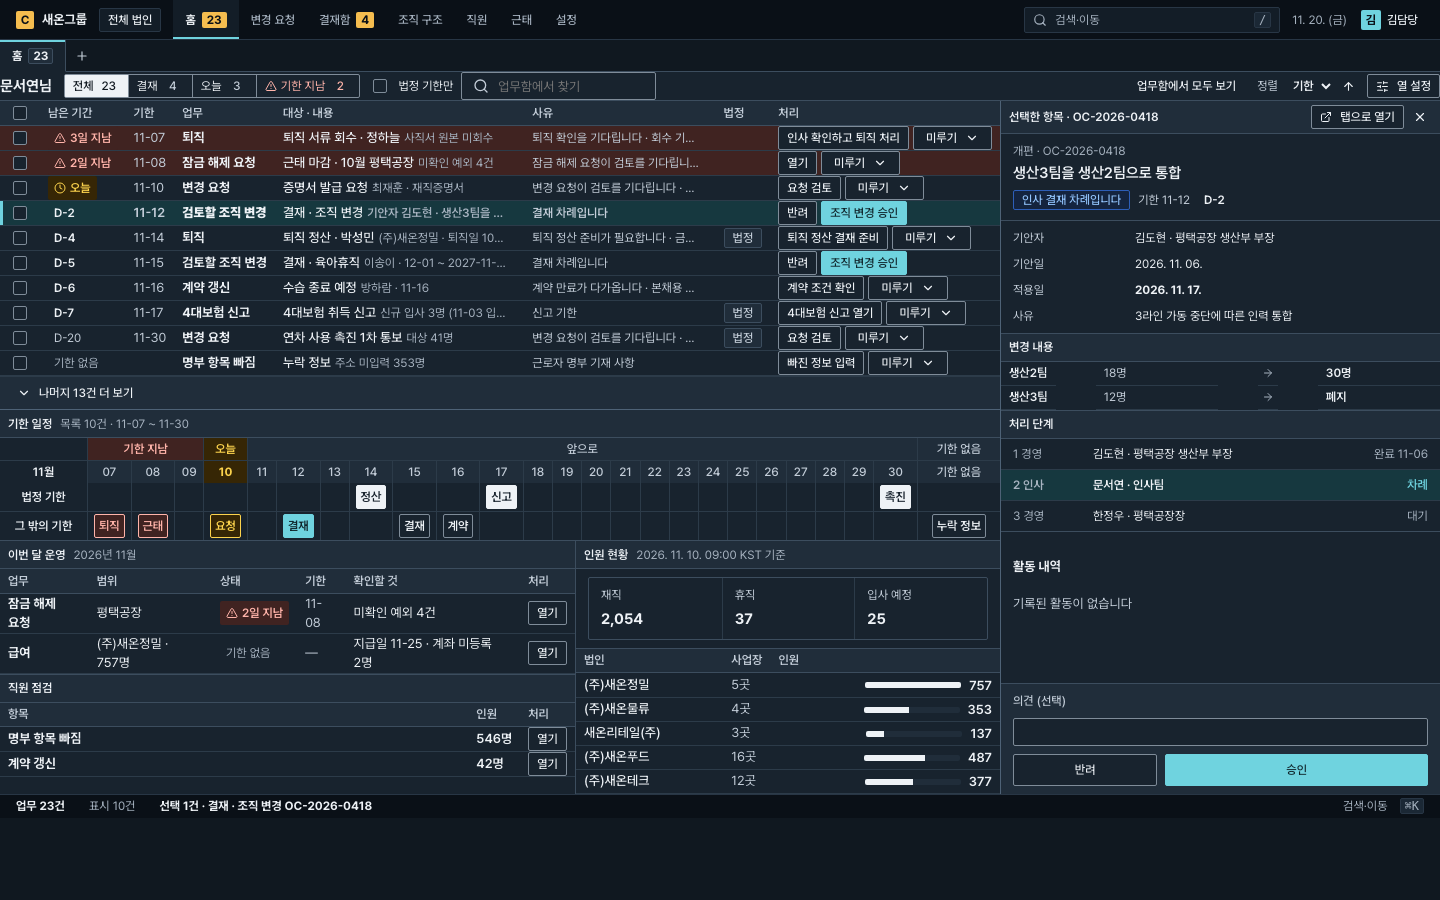 C 새온그룹 전체 법인 홈 23 변경 요청 결재함 4 조직 구조 직원 근태 설정 검색·이동 / 11. 20. (금) 김 김담당
홈 23 +
문서연님 전체 23 결재 4 오늘 3 기한 지남 2 법정 기한만 업무함에서 찾기 업무함에서 모두 보기 정렬 기한 ↑ 열 설정
남은 기간 기한 업무 대상·내용 사유 법정 처리
3일 지남 11-07 퇴직 퇴직 서류 회수·정하늘 사직서 원본 미회수 퇴직 확인을 기다립니다·회수 기… 인사 확인하고 퇴직 처리 미루기
2일 지남 11-08 잠금 해제 요청 근태 마감·10월 평택공장 미확인 예외 4건 잠금 해제 요청이 검토를 기다립니… 열기 미루기
오늘 11-10 변경 요청 증명서 발급 요청 최재훈·재직증명서 변경 요청이 검토를 기다립니다·… 요청 검토 미루기
D-2 11-12 검토할 조직 변경 결재·조직 변경 기안자 김도현·생산3팀을 … 결재 차례입니다 반려 조직 변경 승인
D-4 11-14 퇴직 퇴직 정산·박성민 (주)새온정밀·퇴직일 10… 퇴직 정산 준비가 필요합니다·금… 법정 퇴직 정산 결재 준비 미루기
D-5 11-15 검토할 조직 변경 결재·육아휴직 이송이·12-01 ~ 2027-11-… 결재 차례입니다 반려 조직 변경 승인
D-6 11-16 계약 갱신 수습 종료 예정 방하람·11-16 계약 만료가 다가옵니다·본채용 … 계약 조건 확인 미루기
D-7 11-17 4대보험 신고 4대보험 취득 신고 신규 입사 3명 (11-03 입… 신고 기한 법정 4대보험 신고 열기 미루기
D-20 11-30 변경 요청 연차 사용 촉진 1차 통보 대상 41명 변경 요청이 검토를 기다립니다·… 법정 요청 검토 미루기
기한 없음 명부 항목 빠짐 누락 정보 주소 미입력 353명 근로자 명부 기재 사항 빠진 정보 입력 미루기
나머지 13건 더 보기
기한 일정 목록 10건·11-07 ~ 11-30
기한 지남 오늘 앞으로 기한 없음
11월 07 08 09 10 11 12 13 14 15 16 17 18 19 20 21 22 23 24 25 26 27 28 29 30 기한 없음
법정 기한 정산 신고 촉진
그 밖의 기한 퇴직 근태 요청 결재 결재 계약 누락 정보
이번 달 운영 2026년 11월
업무 범위 상태 기한 확인할 것 처리
잠금 해제 요청 평택공장 2일 지남 11-08 미확인 예외 4건 열기
급여 (주)새온정밀·757명 기한 없음 — 지급일 11-25·계좌 미등록 2명 열기
직원 점검
항목 인원 처리
명부 항목 빠짐 546명 열기
계약 갱신 42명 열기
인원 현황 2026. 11. 10. 09:00 KST 기준
재직 휴직 입사 예정
2,054 37 25
법인 사업장 인원
(주)새온정밀 5곳 757
(주)새온물류 4곳 353
새온리테일(주) 3곳 137
(주)새온푸드 16곳 487
(주)새온테크 12곳 377
선택한 항목·OC-2026-0418 탭으로 열기 ×
개편·OC-2026-0418
생산3팀을 생산2팀으로 통합
인사 결재 차례입니다 기한 11-12 D-2
기안자 김도현·평택공장 생산부 부장
기안일 2026. 11. 06.
적용일 2026. 11. 17.
사유 3라인 가동 중단에 따른 인력 통합
변경 내용
생산2팀 18명 → 30명
생산3팀 12명 → 폐지
처리 단계
1 경영 김도현·평택공장 생산부 부장 완료 11-06
2 인사 문서연·인사팀 차례
3 경영 한정우·평택공장장 대기
활동 내역
기록된 활동이 없습니다
의견 (선택)
반려 승인
업무 23건 표시 10건 선택 1건·결재·조직 변경 OC-2026-0418 검색·이동 ⌘K